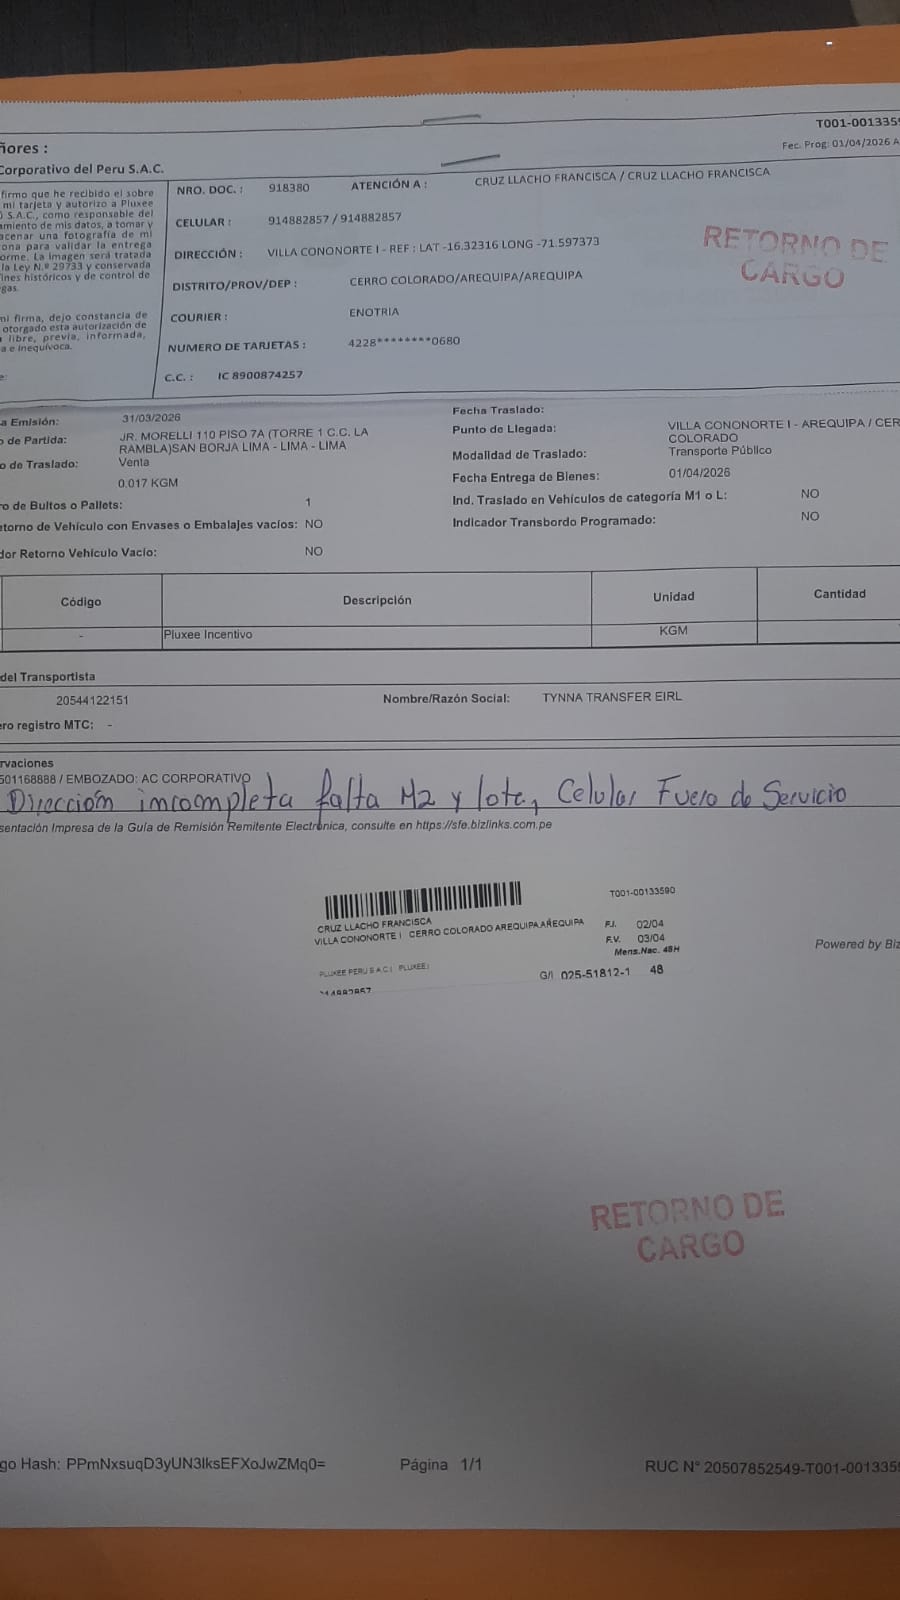 T001-001335
Fec. Prog: 01/04/2026
ñores :
Corporativo del Peru S.A.C.
firmo que he recibido el sobre
mi tarjeta y autorizo a Pluxee
S.A.C., como responsable del
amiento de mis datos, a tomar y
acenar una fotografía de mi
ona para validar la entrega
orme. La imagen será tratada
la Ley N.º 29733 y conservada
fines históricos y de control de
gas.
mi firma, dejo constancia de
otorgado esta autorización de
libre, previa, informada,
a e inequívoca.
e:
NRO. DOC. : 918380 ATENCIÓN A : CRUZ LLACHO FRANCISCA / CRUZ LLACHO FRANCISCA
CELULAR : 914882857 / 914882857
DIRECCIÓN : VILLA CONONORTE I - REF : LAT -16.32316 LONG -71.597373
DISTRITO/PROV/DEP : CERRO COLORADO/AREQUIPA/AREQUIPA
COURIER : ENOTRIA
NUMERO DE TARJETAS : 4228********0680
C.C. : IC 8900874257
RETORNO DE
CARGO
a Emisión: 31/03/2026
o de Partida: JR. MORELLI 110 PISO 7A (TORRE 1 C.C. LA
RAMBLA)SAN BORJA LIMA - LIMA - LIMA
o de Traslado: Venta
0.017 KGM
ro de Bultos o Pallets: 1
etorno de Vehículo con Envases o Embalajes vacíos: NO
dor Retorno Vehículo Vacío: NO
Fecha Traslado:
Punto de Llegada: VILLA CONONORTE I - AREQUIPA / CER
COLORADO
Modalidad de Traslado: Transporte Público
Fecha Entrega de Bienes: 01/04/2026
Ind. Traslado en Vehículos de categoría M1 o L: NO
Indicador Transbordo Programado: NO
Código Descripción Unidad Cantidad
- Pluxee Incentivo KGM
del Transportista
20544122151 Nombre/Razón Social: TYNNA TRANSFER EIRL
ero registro MTC: -
rvaciones
501168888 / EMBOZADO: AC CORPORATIVO
Dirección incompleta falta M2 y lote, Celular Fuera de Servicio
sentación Impresa de la Guía de Remisión Remitente Electrónica, consulte en https://sfe.bizlinks.com.pe
T001-00133590
CRUZ LLACHO FRANCISCA
VILLA CONONORTE I CERRO COLORADO AREQUIPA AREQUIPA
F.I. 02/04
F.V. 03/04
Mens.Nac. 48H
PLUXEE PERU S.A.C | PLUXEE:
G/I 025-51812-1 48
914882857
Powered by Biz
RETORNO DE
CARGO
go Hash: PPmNxsuqD3yUN3lksEFXoJwZMq0= Página 1/1 RUC N° 20507852549-T001-001335